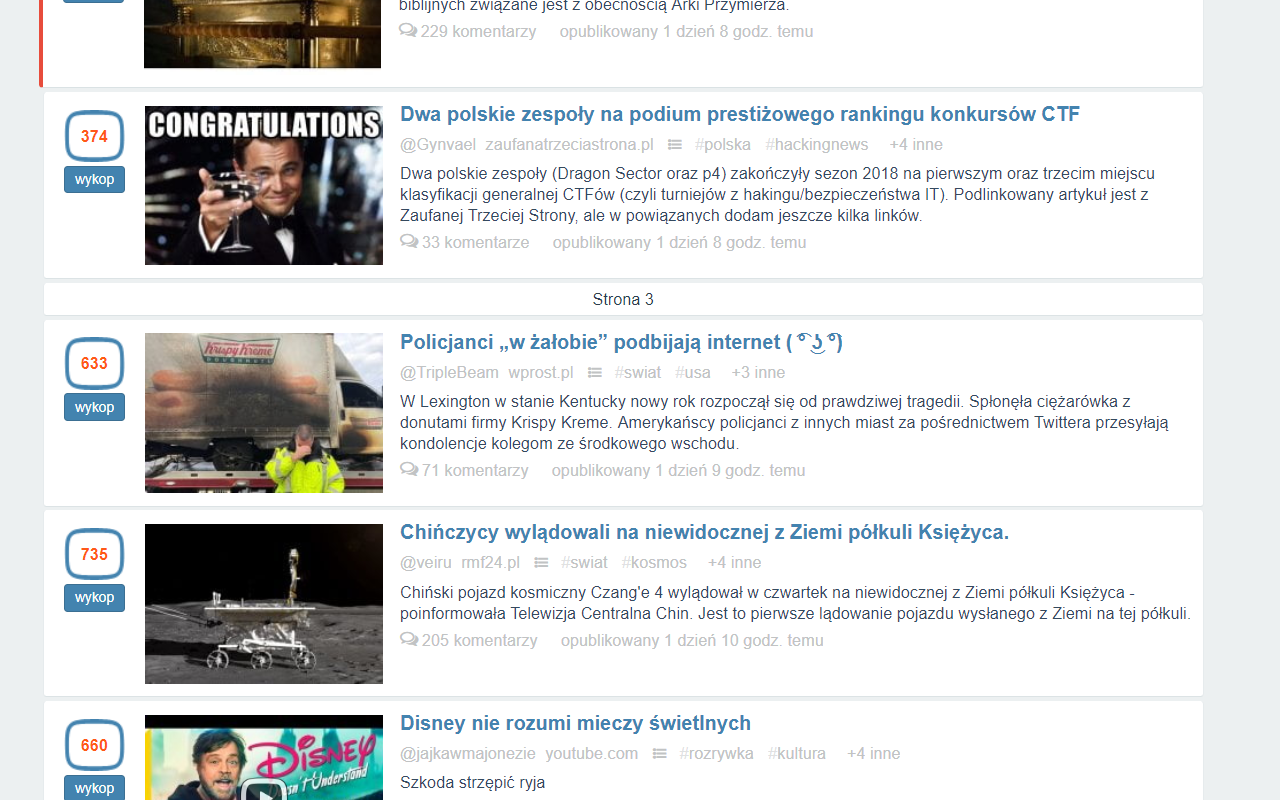 biblijnych związane jest z obecnością Arki Przymierza.
229 komentarzy opublikowany 1 dzień 8 godz. temu
374
wykop
CONGRATULATIONS
Dwa polskie zespoły na podium prestiżowego rankingu konkursów CTF
@Gynvael zaufanatrzeciastrona.pl #polska #hackingnews +4 inne
Dwa polskie zespoły (Dragon Sector oraz p4) zakończyły sezon 2018 na pierwszym oraz trzecim miejscu
klasyfikacji generalnej CTFów (czyli turniejów z hakingu/bezpieczeństwa IT). Podlinkowany artykuł jest z
Zaufanej Trzeciej Strony, ale w powiązanych dodam jeszcze kilka linków.
33 komentarze opublikowany 1 dzień 8 godz. temu
Strona 3
633
wykop
Krispy Kreme
DOUGHNUTS
Policjanci „w żałobie” podbijają internet ( ͡° ͜ʖ ͡°)
@TripleBeam wprost.pl #swiat #usa +3 inne
W Lexington w stanie Kentucky nowy rok rozpoczął się od prawdziwej tragedii. Spłonęła ciężarówka z
donutami firmy Krispy Kreme. Amerykańscy policjanci z innych miast za pośrednictwem Twittera przesyłają
kondolencje kolegom ze środkowego wschodu.
71 komentarzy opublikowany 1 dzień 9 godz. temu
735
wykop
Chińczycy wylądowali na niewidocznej z Ziemi półkuli Księżyca.
@veiru rmf24.pl #swiat #kosmos +4 inne
Chiński pojazd kosmiczny Czang'e 4 wylądował w czwartek na niewidocznej z Ziemi półkuli Księżyca -
poinformowała Telewizja Centralna Chin. Jest to pierwsze lądowanie pojazdu wysłanego z Ziemi na tej półkuli.
205 komentarzy opublikowany 1 dzień 10 godz. temu
660
wykop
DISNEY
Understand
Disney nie rozumi mieczy świetlnych
@jajkawmajonezie youtube.com #rozrywka #kultura +4 inne
Szkoda strzępić ryja